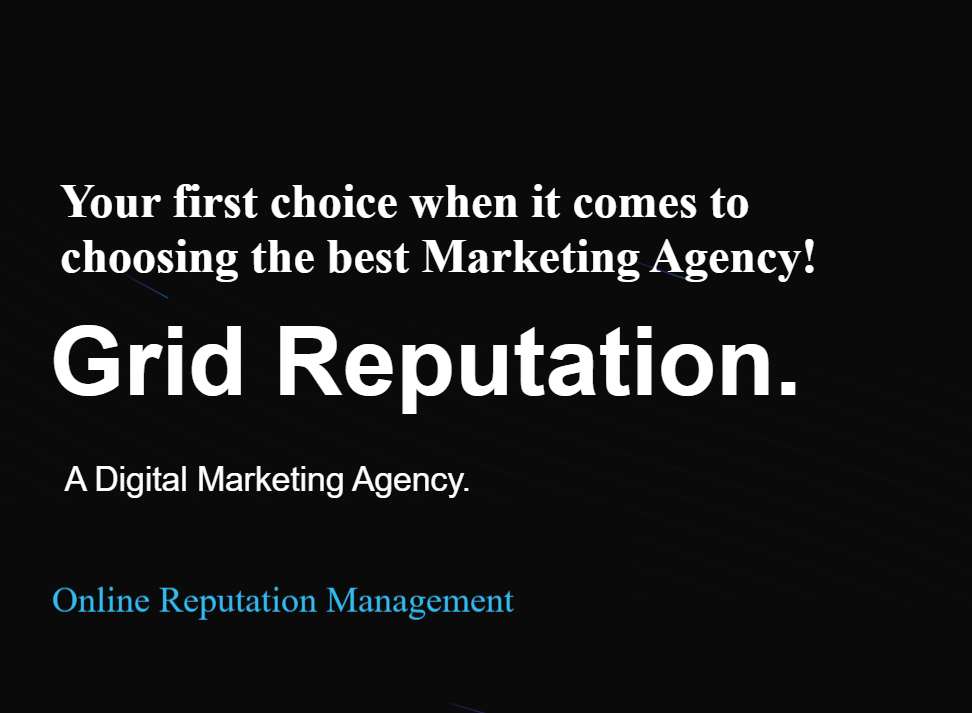 Your first choice when it comes to
choosing the best Marketing Agency!
Grid Reputation.
A Digital Marketing Agency.
Online Reputation Management